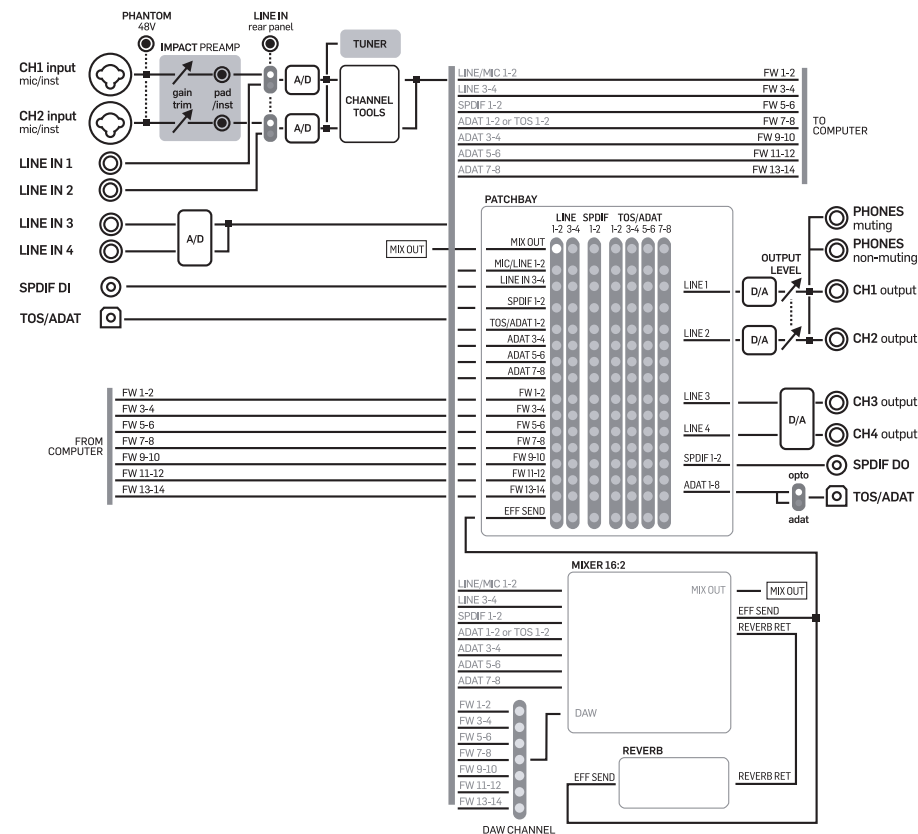 PHANTOM
48V
LINE IN
rear panel
IMPACT PREAMP
TUNER
CH1 input
mic/inst
gain
trim
pad
/inst
A/D
CHANNEL
TOOLS
CH2 input
mic/inst
A/D
LINE IN 1
LINE IN 2
LINE IN 3
LINE IN 4
A/D
SPDIF DI
TOS/ADAT
LINE/MIC 1-2
LINE 3-4
SPDIF 1-2
ADAT 1-2 or TOS 1-2
ADAT 3-4
ADAT 5-6
ADAT 7-8
FW 1-2
FW 3-4
FW 5-6
FW 7-8
FW 9-10
FW 11-12
FW 13-14
TO
COMPUTER
PATCHBAY
LINE SPDIF TOS/ADAT
1-2 3-4 1-2 1-2 3-4 5-6 7-8
MIX OUT
MIX OUT
MIC/LINE 1-2
LINE IN 3-4
SPDIF 1-2
TOS/ADAT 1-2
ADAT 3-4
ADAT 5-6
ADAT 7-8
FW 1-2
FW 3-4
FW 5-6
FW 7-8
FW 9-10
FW 11-12
FW 13-14
EFF SEND
LINE 1
LINE 2
LINE 3
LINE 4
SPDIF 1-2
ADAT 1-8
OUTPUT
LEVEL
D/A
D/A
D/A
PHONES
muting
PHONES
non-muting
CH1 output
CH2 output
CH3 output
CH4 output
SPDIF DO
opto
TOS/ADAT
adat
FROM
COMPUTER
FW 1-2
FW 3-4
FW 5-6
FW 7-8
FW 9-10
FW 11-12
FW 13-14
MIXER 16:2
LINE/MIC 1-2
LINE 3-4
SPDIF 1-2
ADAT 1-2 or TOS 1-2
ADAT 3-4
ADAT 5-6
ADAT 7-8
MIX OUT
MIX OUT
EFF SEND
REVERB RET
DAW
FW 1-2
FW 3-4
FW 5-6
FW 7-8
FW 9-10
FW 11-12
FW 13-14
DAW CHANNEL
REVERB
EFF SEND
REVERB RET